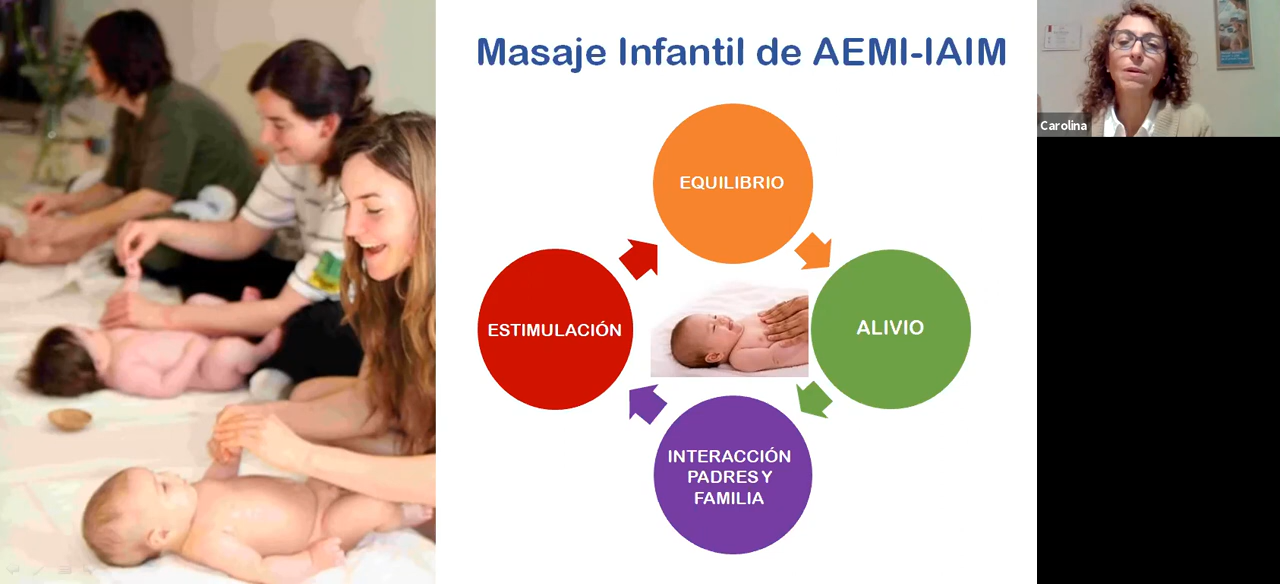 Masaje Infantil de AEMI-IAIM
Carolina
EQUILIBRIO
ESTIMULACIÓN
ALIVIO
INTERACCIÓN
PADRES Y
FAMILIA